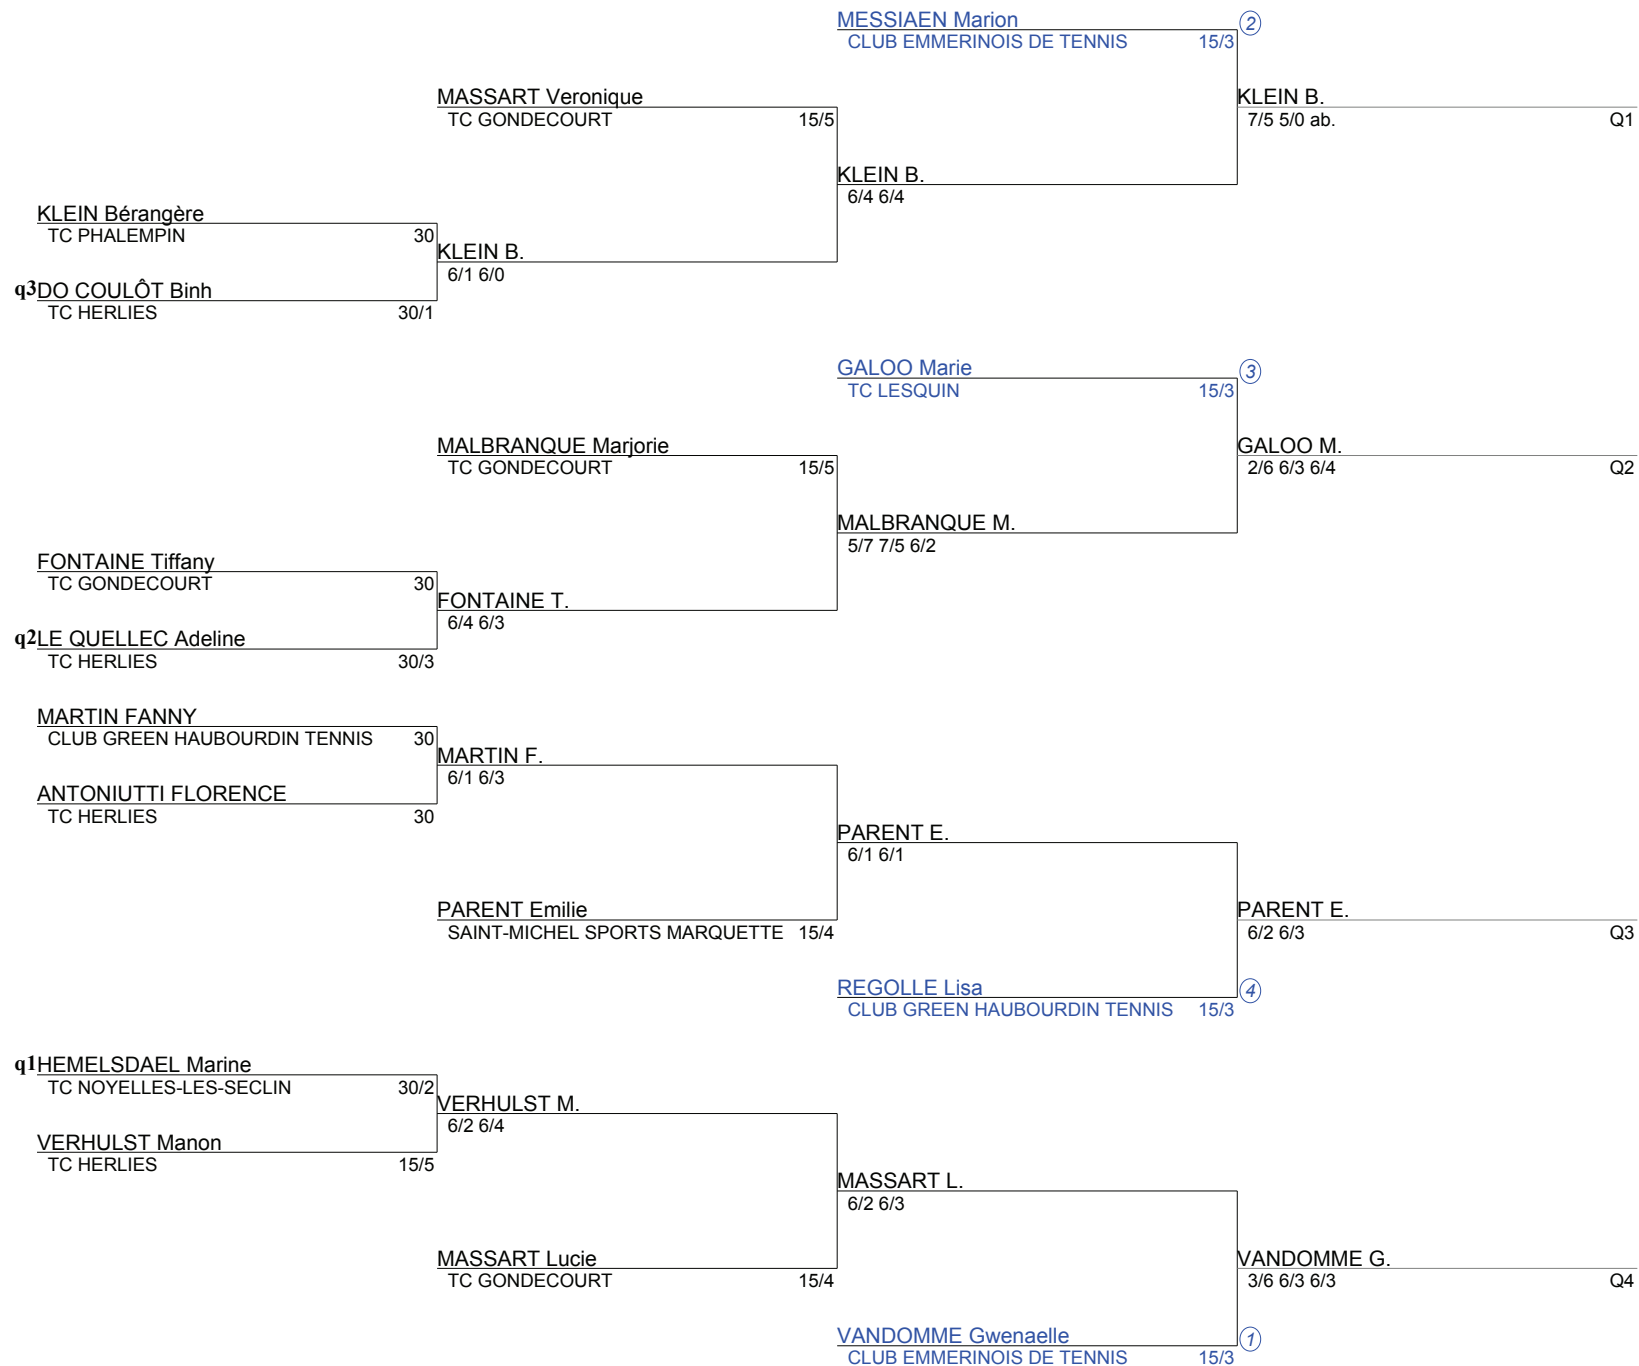 MESSIAEN Marion 2
CLUB EMMERINOIS DE TENNIS 15/3
MASSART Veronique
TC GONDECOURT 15/5
KLEIN B.
7/5 5/0 ab. Q1
KLEIN B.
6/4 6/4
KLEIN Bérangère
TC PHALEMPIN 30
KLEIN B.
6/1 6/0
q3 DO COULÔT Binh
TC HERLIES 30/1
GALOO Marie 3
TC LESQUIN 15/3
MALBRANQUE Marjorie
TC GONDECOURT 15/5
GALOO M.
2/6 6/3 6/4 Q2
MALBRANQUE M.
5/7 7/5 6/2
FONTAINE Tiffany
TC GONDECOURT 30
FONTAINE T.
6/4 6/3
q2 LE QUELLEC Adeline
TC HERLIES 30/3
MARTIN FANNY
CLUB GREEN HAUBOURDIN TENNIS 30
MARTIN F.
6/1 6/3
ANTONIUTTI FLORENCE
TC HERLIES 30
PARENT E.
6/1 6/1
PARENT Emilie
SAINT-MICHEL SPORTS MARQUETTE 15/4
PARENT E.
6/2 6/3 Q3
REGOLLE Lisa 4
CLUB GREEN HAUBOURDIN TENNIS 15/3
q1 HEMELSDAEL Marine
TC NOYELLES-LES-SECLIN 30/2
VERHULST M.
6/2 6/4
VERHULST Manon
TC HERLIES 15/5
MASSART L.
6/2 6/3
MASSART Lucie
TC GONDECOURT 15/4
VANDOMME G.
3/6 6/3 6/3 Q4
VANDOMME Gwenaelle 1
CLUB EMMERINOIS DE TENNIS 15/3